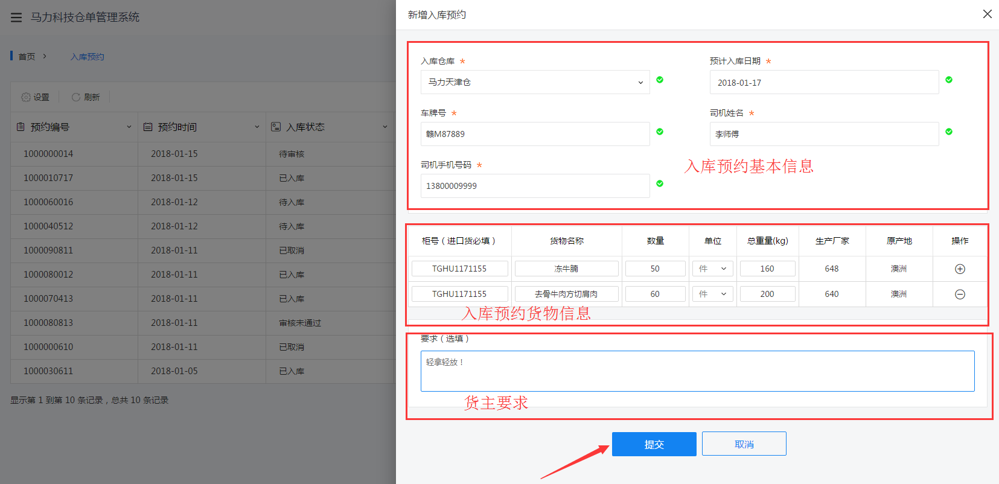 马力科技仓单管理系统
首页 > 入库预约
设置 刷新
预约编号 预约时间 入库状态
1000000014 2018-01-15 待审核
1000010717 2018-01-15 已入库
1000060016 2018-01-12 待入库
1000040512 2018-01-12 待入库
1000090811 2018-01-11 已取消
1000080012 2018-01-11 已入库
1000070413 2018-01-11 已入库
1000080813 2018-01-11 审核未通过
1000000610 2018-01-11 已取消
1000030611 2018-01-05 已入库
显示第 1 到第 10 条记录，总共 10 条记录
新增入库预约
入库仓库 * 预计入库日期 *
马力天津仓 2018-01-17
车牌号 * 司机姓名 *
赣M87889 李师傅
司机手机号码 *
入库预约基本信息
13800009999
柜号（进口货必填） 货物名称 数量 单位 总重量(kg) 生产厂家 原产地 操作
TGHU1171155 冻牛腩 50 件 160 648 澳洲
TGHU1171155 去骨牛肉方切肩肉 60 件 200 640 澳洲
入库预约货物信息
要求（选填）
轻拿轻放！
货主要求
提交 取消